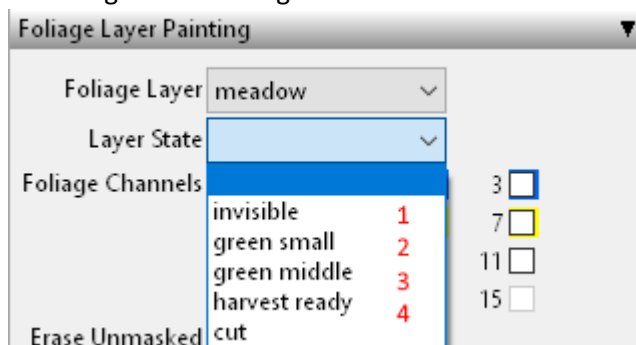 Foliage Layer Painting
Foliage Layer meadow
Layer State
Foliage Channels 3
invisible 1 7
green small 2
green middle 3 11
harvest ready 4 15
Erase Unmasked cut